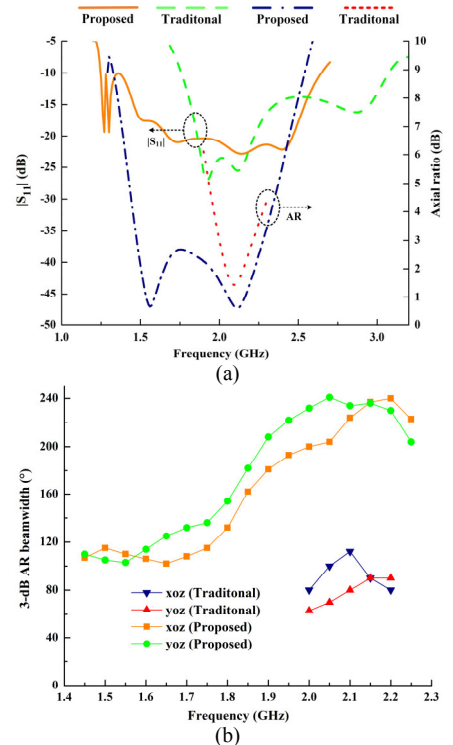 Proposed Traditonal Proposed Traditonal
(a)
-5
-10
-15
-20
-25
-30
-35
-40
-45
-50
|S11| (dB)
10
9
8
7
6
5
4
3
2
1
0
Axial ratio (dB)
|S11|
AR
1.0 1.5 2.0 2.5 3.0
Frequency (GHz)
(a)
240
200
160
120
80
40
0
3-dB AR beamwidth (°)
xoz (Traditonal)
yoz (Traditonal)
xoz (Proposed)
yoz (Proposed)
1.4 1.5 1.6 1.7 1.8 1.9 2.0 2.1 2.2 2.3
Frequency (GHz)
(b)